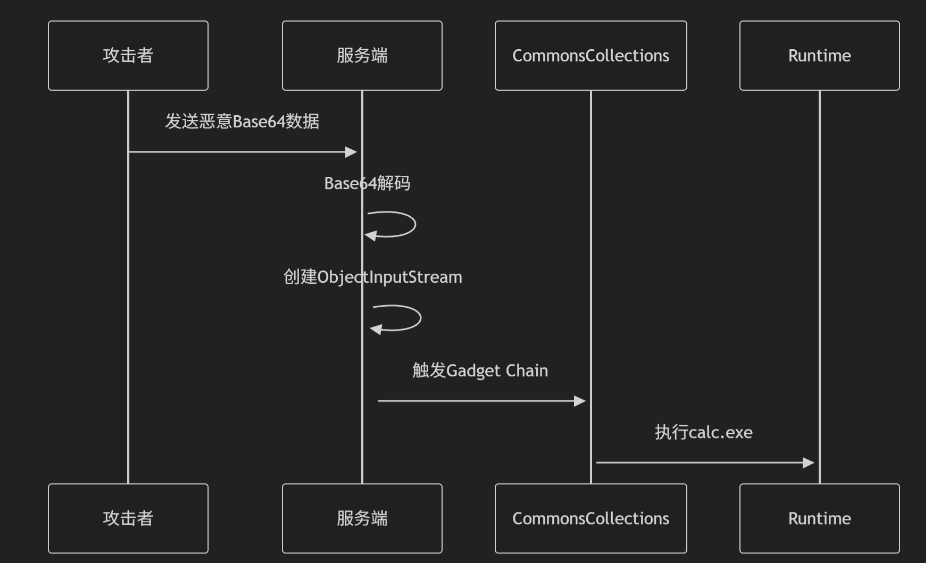 攻击者
服务端
CommonsCollections
Runtime
发送恶意Base64数据
Base64解码
创建ObjectInputStream
触发Gadget Chain
执行calc.exe
攻击者
服务端
CommonsCollections
Runtime